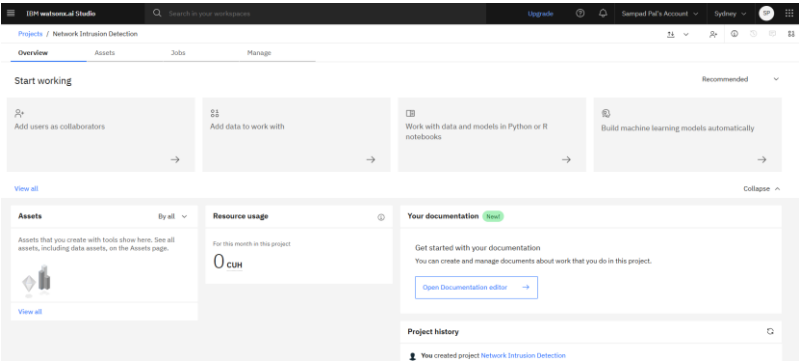 IBM watsonx.ai Studio
Search in your workspaces
Upgrade
Sampad Pal's Account
Sydney
SP
Projects / Network Intrusion Detection
Overview
Assets
Jobs
Manage
Start working
Recommended
Add users as collaborators
Add data to work with
Work with data and models in Python or R
notebooks
Build machine learning models automatically
View all
Collapse
Assets
By all
Assets that you create with tools show here. See all
assets, including data assets, on the Assets page.
View all
Resource usage
For this month in this project
0 CUH
Your documentation New!
Get started with your documentation
You can create and manage documents about work that you do in this project.
Open Documentation editor
Project history
You created project Network Intrusion Detection